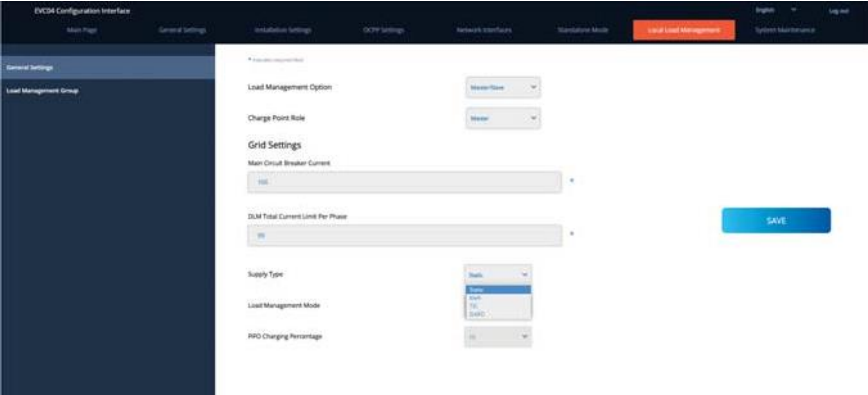 EVC04 Configuration Interface
English
Log out
Main Page
General Settings
Installation Settings
OCPP Settings
Network Interfaces
Standalone Mode
Local Load Management
System Maintenance
General Settings
Load Management Group
Load Management Option
Master/Slave
Charge Point Role
Master
Grid Settings
Main Circuit Breaker Current
*
DLM Total Current Limit Per Phase
*
SAVE
Supply Type
Static
Static
TIC
Load Management Mode
FIFO Charging Percentage